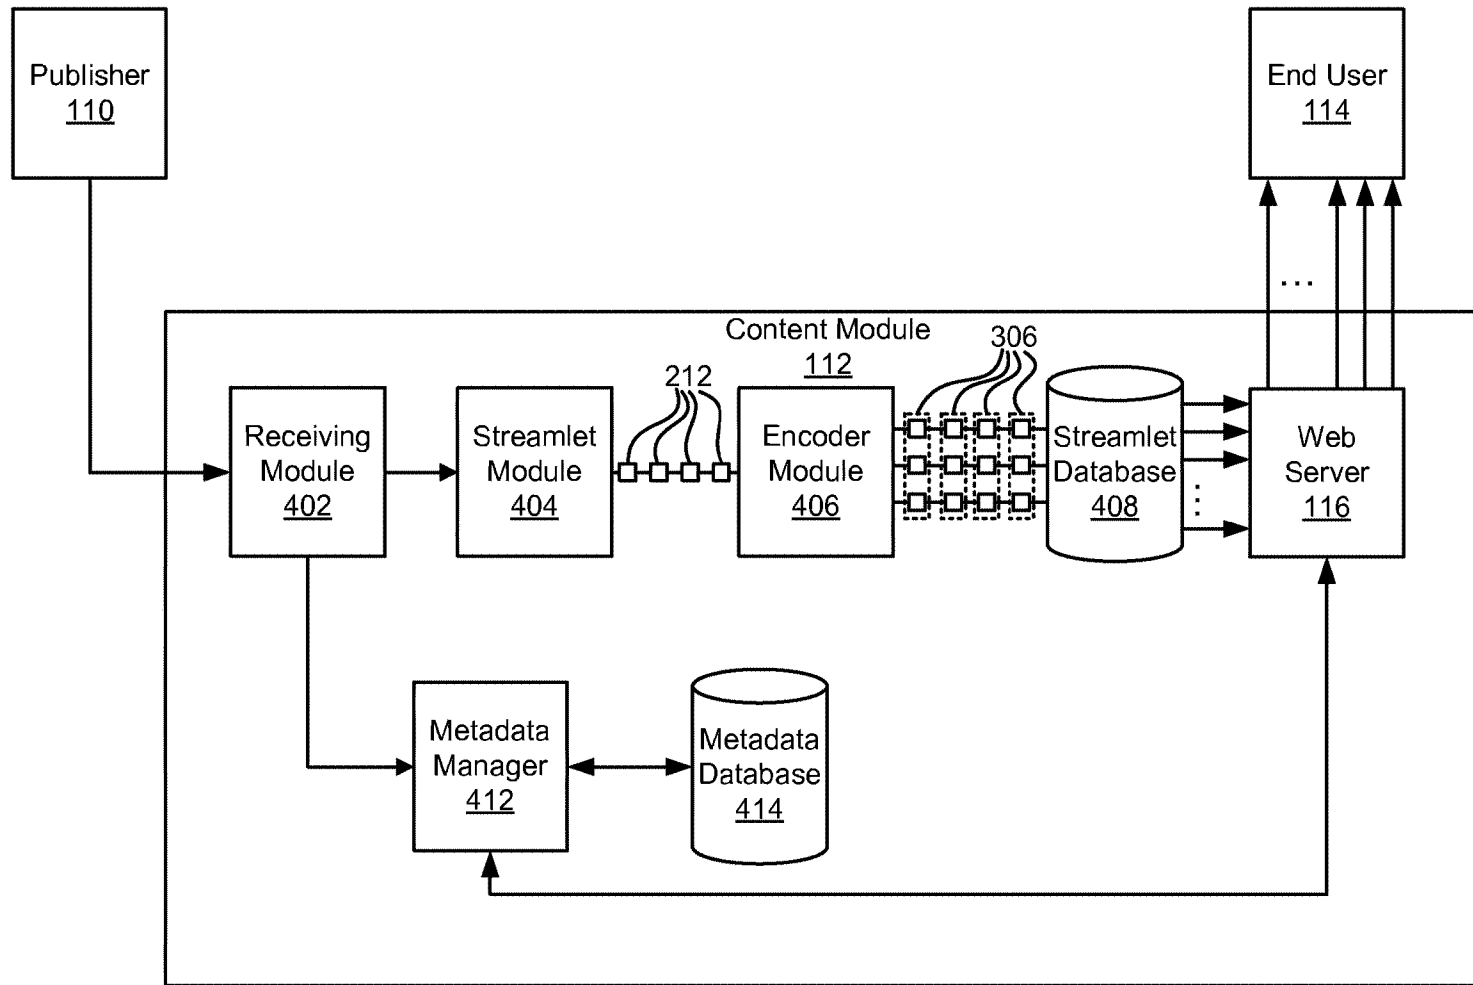 Publisher
110
End User
114
...
Content Module
112
306
212
Receiving
Module
402
Streamlet
Module
404
Encoder
Module
406
Streamlet
Database
408
Web
Server
116
Metadata
Manager
412
Metadata
Database
414